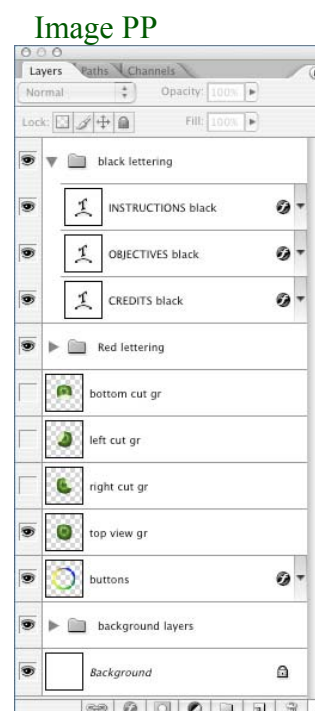 Image PP
Layers Paths Channels
Normal Opacity: 100%
Lock: Fill: 100%
black lettering
INSTRUCTIONS black
OBJECTIVES black
CREDITS black
Red lettering
bottom cut gr
left cut gr
right cut gr
top view gr
buttons
background layers
Background